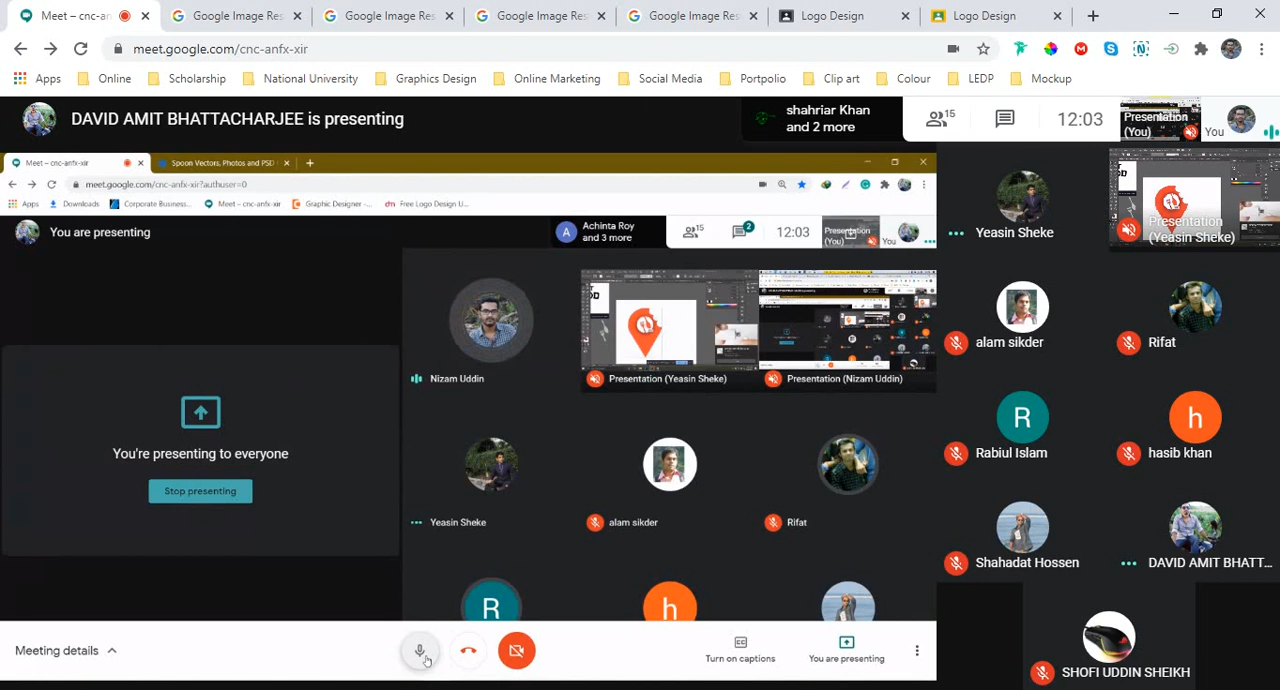 Meet – cnc-an
Google Image Res
Google Image Res
Google Image Res
Google Image Res
Logo Design
Logo Design
meet.google.com/cnc-anfx-xir
Apps
Online
Scholarship
National University
Graphics Design
Online Marketing
Social Media
Portpolio
Clip art
Colour
LEDP
Mockup
DAVID AMIT BHATTACHARJEE is presenting
shahriar Khan
and 2 more
15
12:03
Presentation
(You)
You
Meet – cnc-anfx-xir
Spoon Vectors, Photos and PSD
meet.google.com/cnc-anfx-xir?authuser=0
Apps
Downloads
Corporate Business...
Meet – cnc-anfx-xir
Graphic Designer -...
Free Logo Design U...
You are presenting
A
Achinta Roy
and 3 more
15
2
12:03
Presentation
(You)
You
Nizam Uddin
Presentation (Yeasin Sheke)
Presentation (Nizam Uddin)
You're presenting to everyone
Stop presenting
Yeasin Sheke
alam sikder
Rifat
R
h
Yeasin Sheke
Presentation
(Yeasin Sheke)
alam sikder
Rifat
R
h
Rabiul Islam
hasib khan
Shahadat Hossen
DAVID AMIT BHATT...
SHOFI UDDIN SHEIKH
Meeting details
Turn on captions
You are presenting